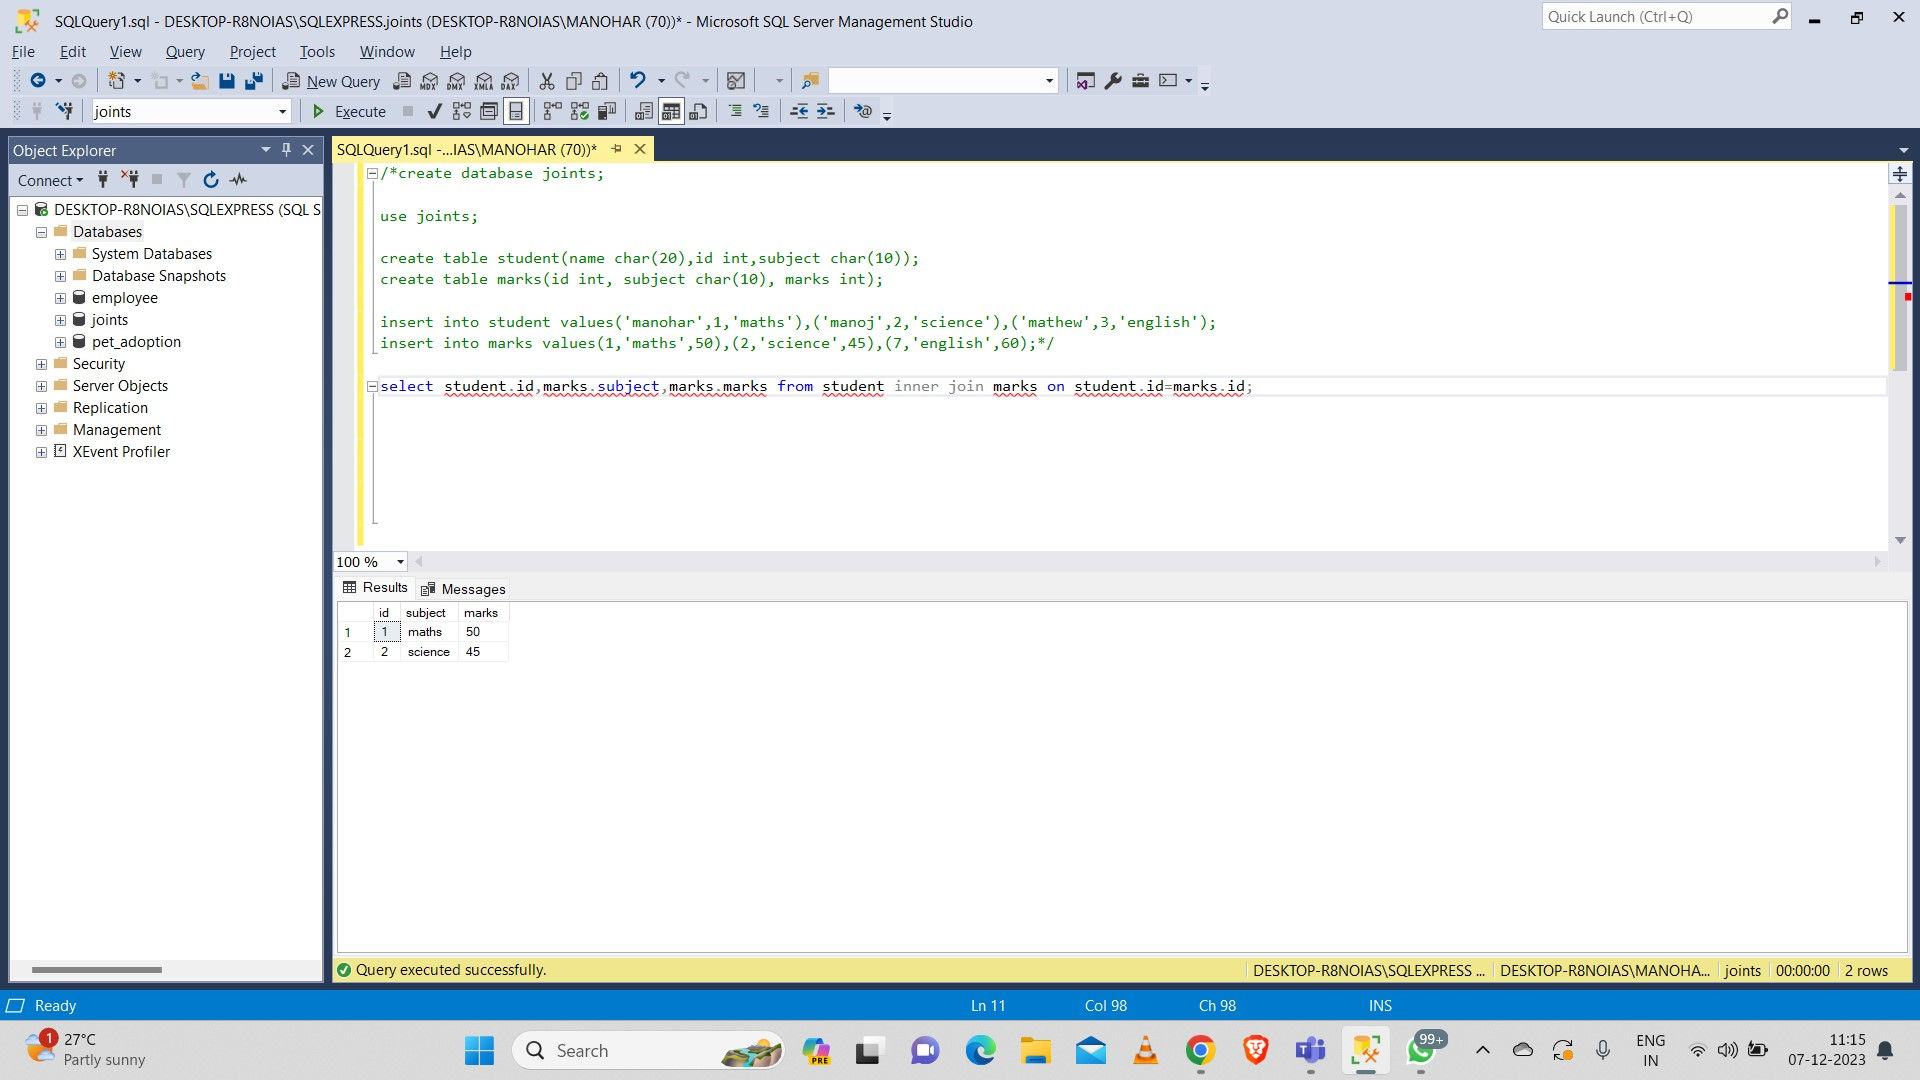 SQLQuery1.sql - DESKTOP-R8NOIAS\SQLEXPRESS.joints (DESKTOP-R8NOIAS\MANOHAR (70))* - Microsoft SQL Server Management Studio
Quick Launch (Ctrl+Q)
File Edit View Query Project Tools Window Help
New Query MDX DMX XMLA DAX
joints Execute
Object Explorer
SQLQuery1.sql -...IAS\MANOHAR (70))*
Connect
DESKTOP-R8NOIAS\SQLEXPRESS (SQL S
Databases
System Databases
Database Snapshots
employee
joints
pet_adoption
Security
Server Objects
Replication
Management
XEvent Profiler
/*create database joints;
use joints;
create table student(name char(20),id int,subject char(10));
create table marks(id int, subject char(10), marks int);
insert into student values('manohar',1,'maths'),('manoj',2,'science'),('mathew',3,'english');
insert into marks values(1,'maths',50),(2,'science',45),(7,'english',60);*/
select student.id,marks.subject,marks.marks from student inner join marks on student.id=marks.id;
100 %
Results Messages
id subject marks
1 1 maths 50
2 2 science 45
Query executed successfully.
DESKTOP-R8NOIAS\SQLEXPRESS ... DESKTOP-R8NOIAS\MANOHA... joints 00:00:00 2 rows
Ready Ln 11 Col 98 Ch 98 INS
1
27°C
Partly sunny
Search
PRE
99+
ENG
IN
11:15
07-12-2023